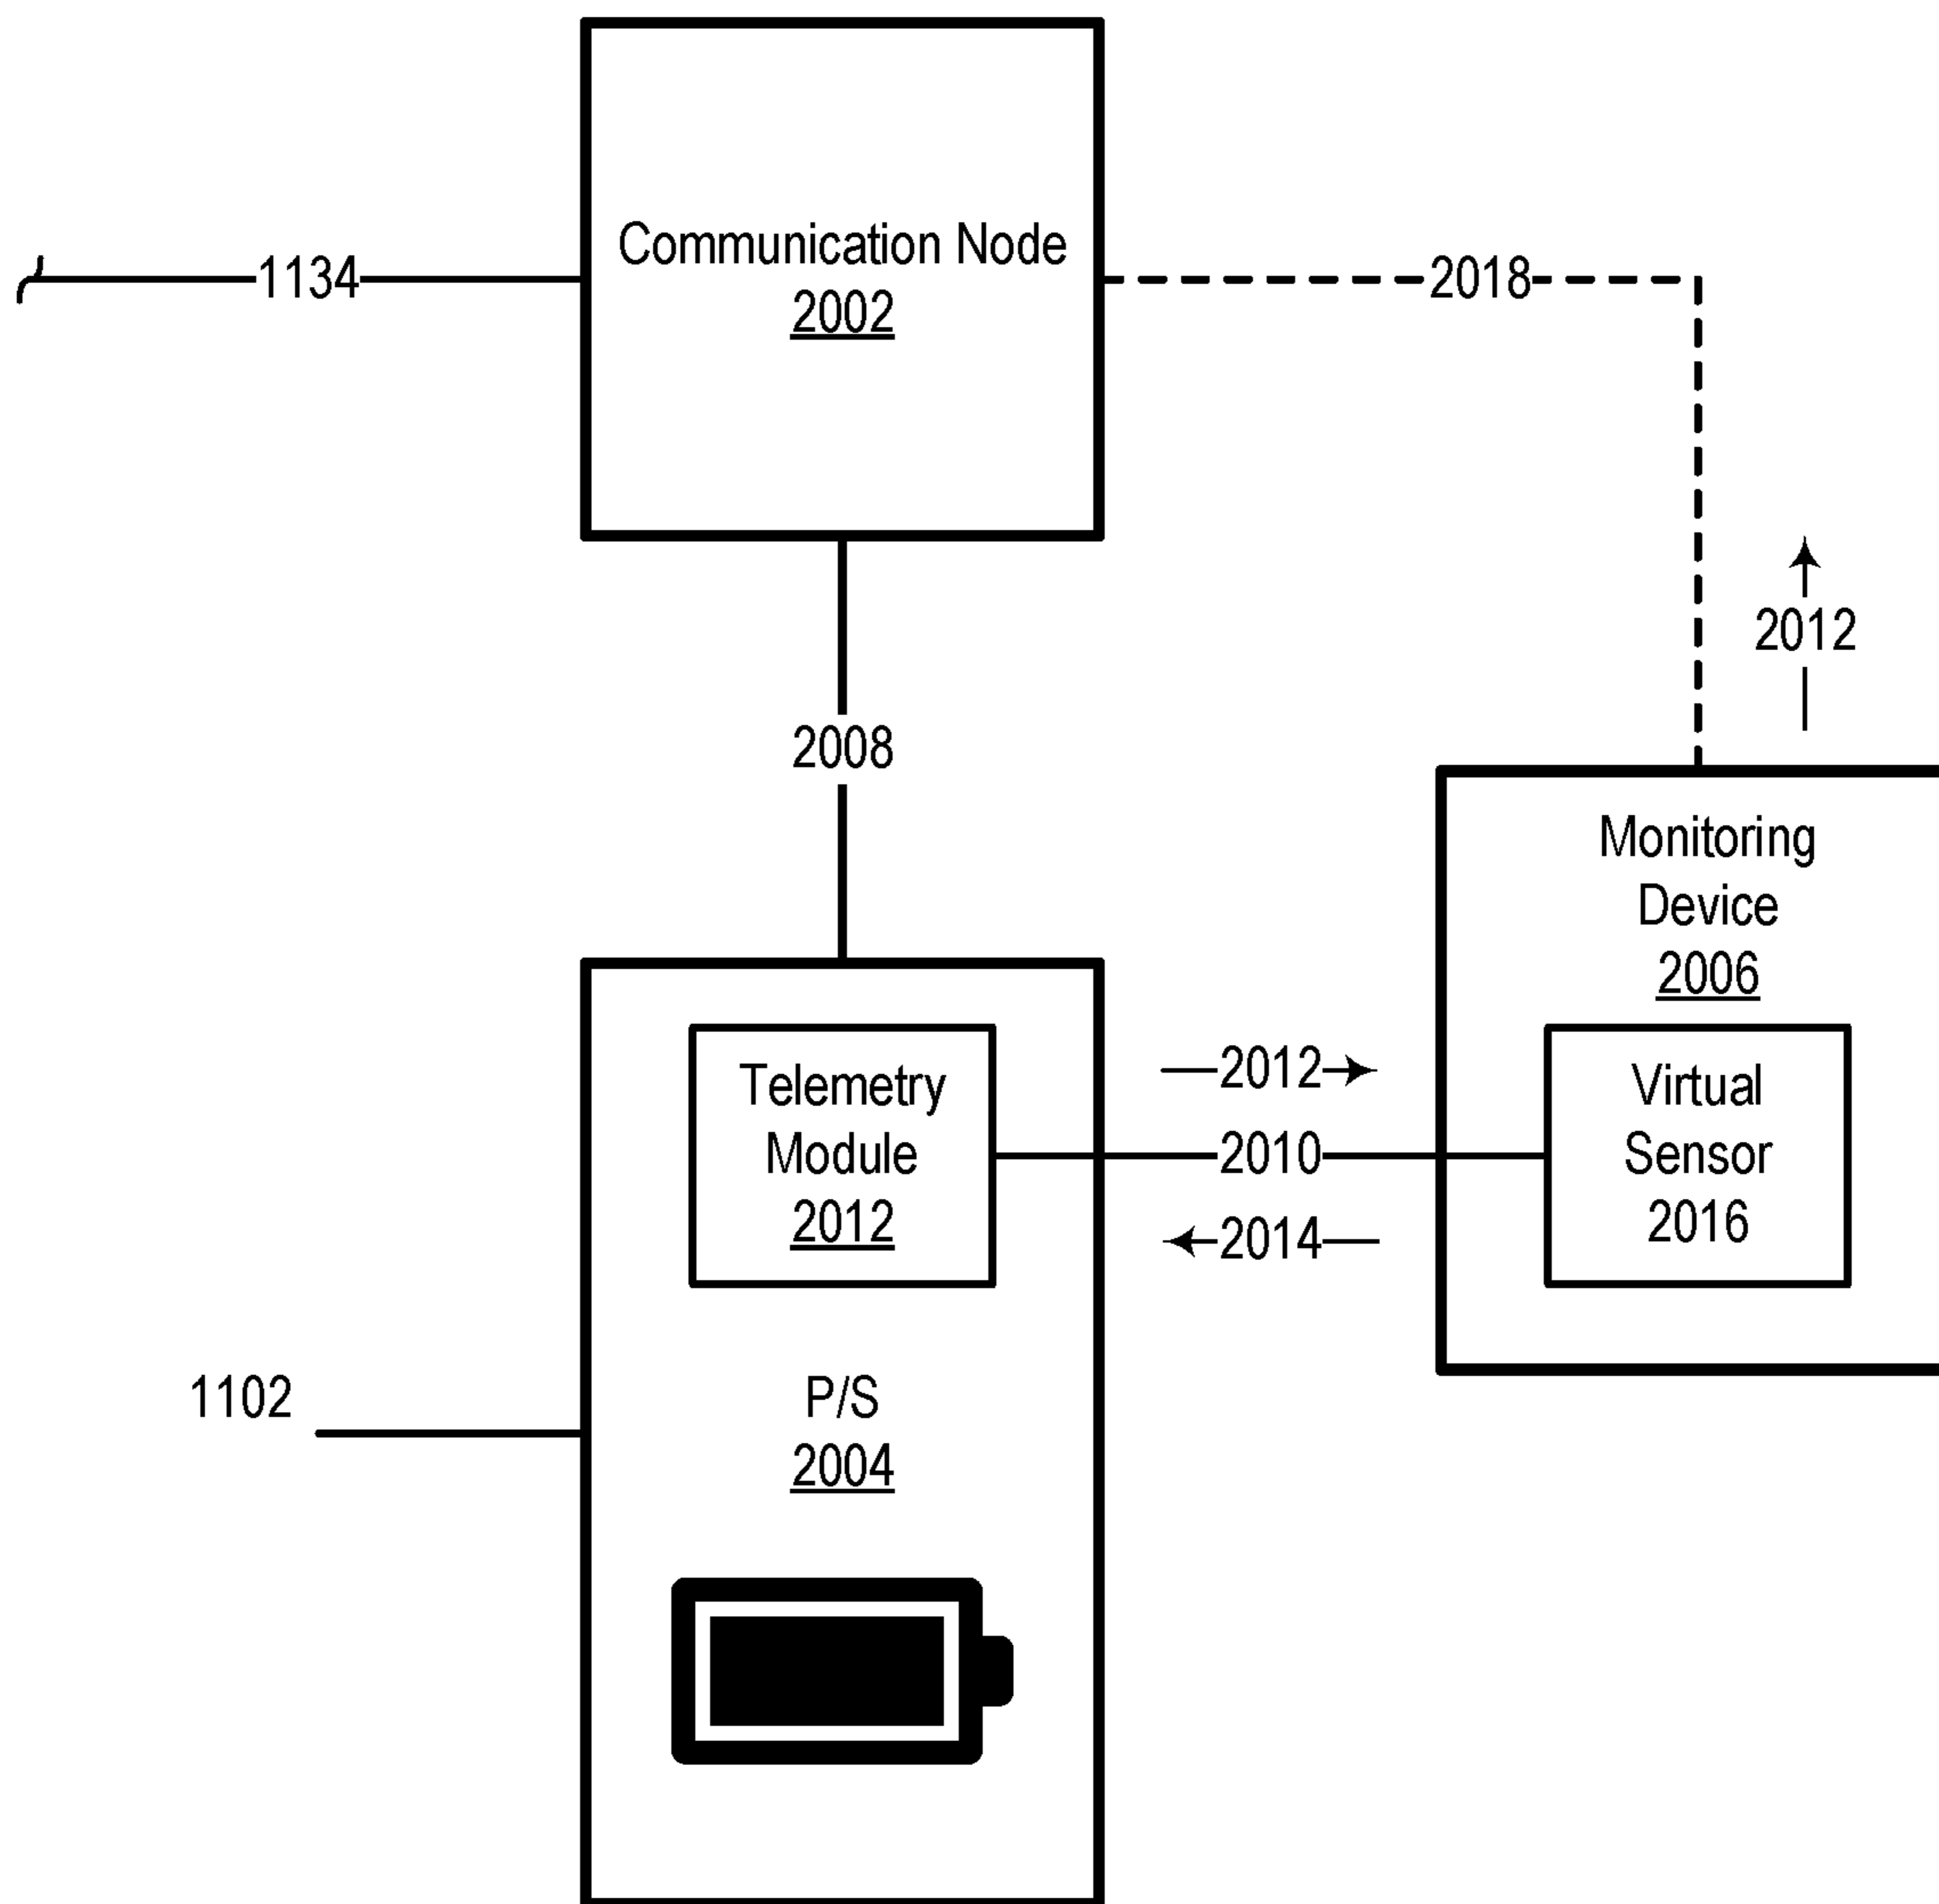 Communication Node
2002
1134
2018
2012
2008
Monitoring
Device
2006
Telemetry
Module
2012
2012
2010
2014
Virtual
Sensor
2016
1102
P/S
2004